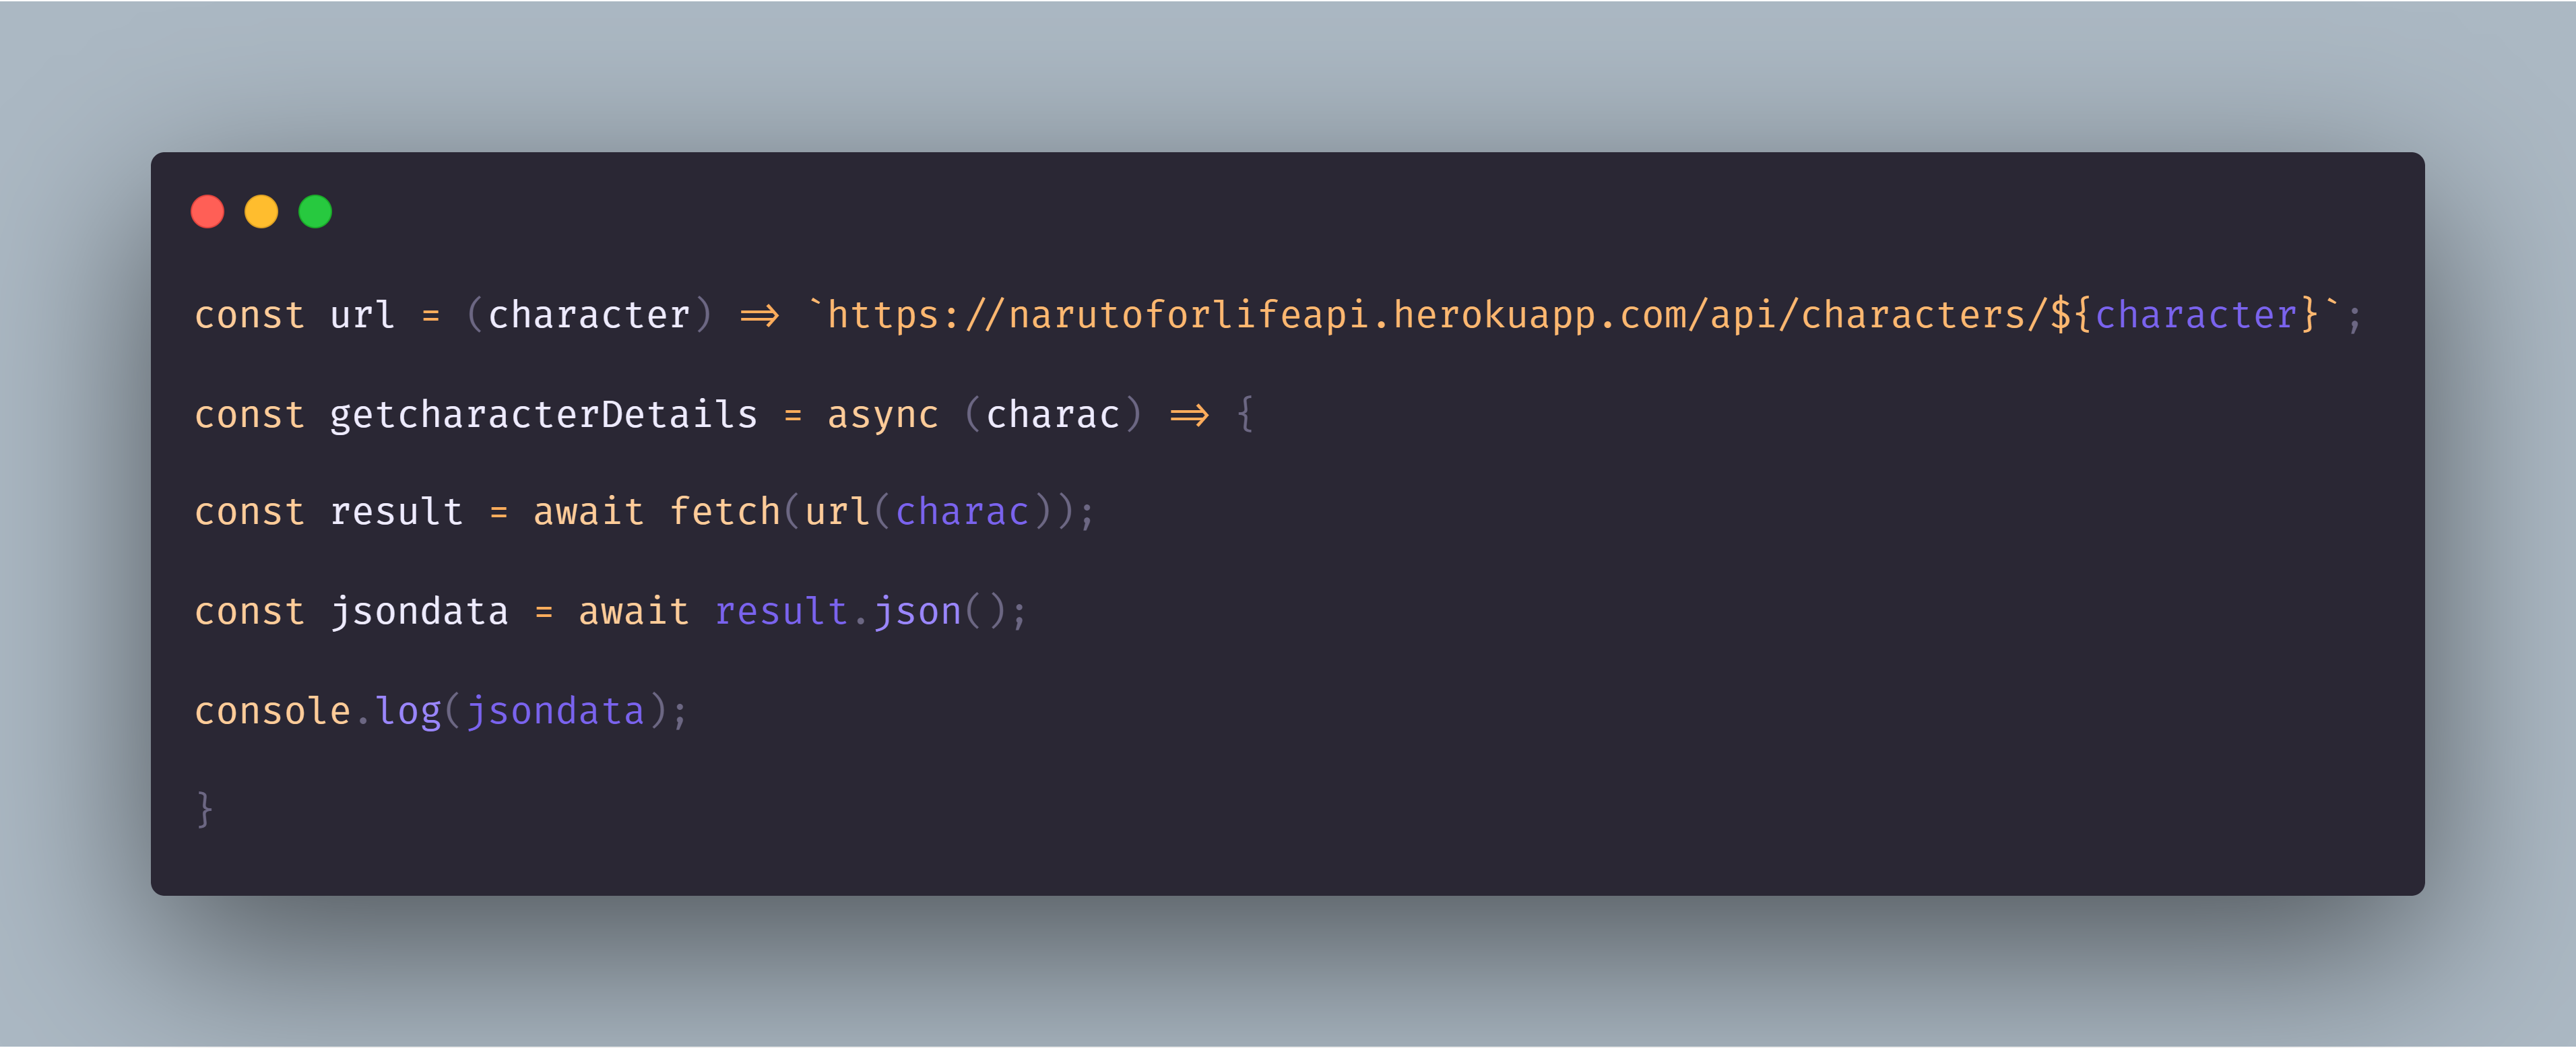 const url = (character) => `https://narutoforlifeapi.herokuapp.com/api/characters/${character}`;
const getcharacterDetails = async (charac) => {
const result = await fetch(url(charac));
const jsondata = await result.json();
console.log(jsondata);
}